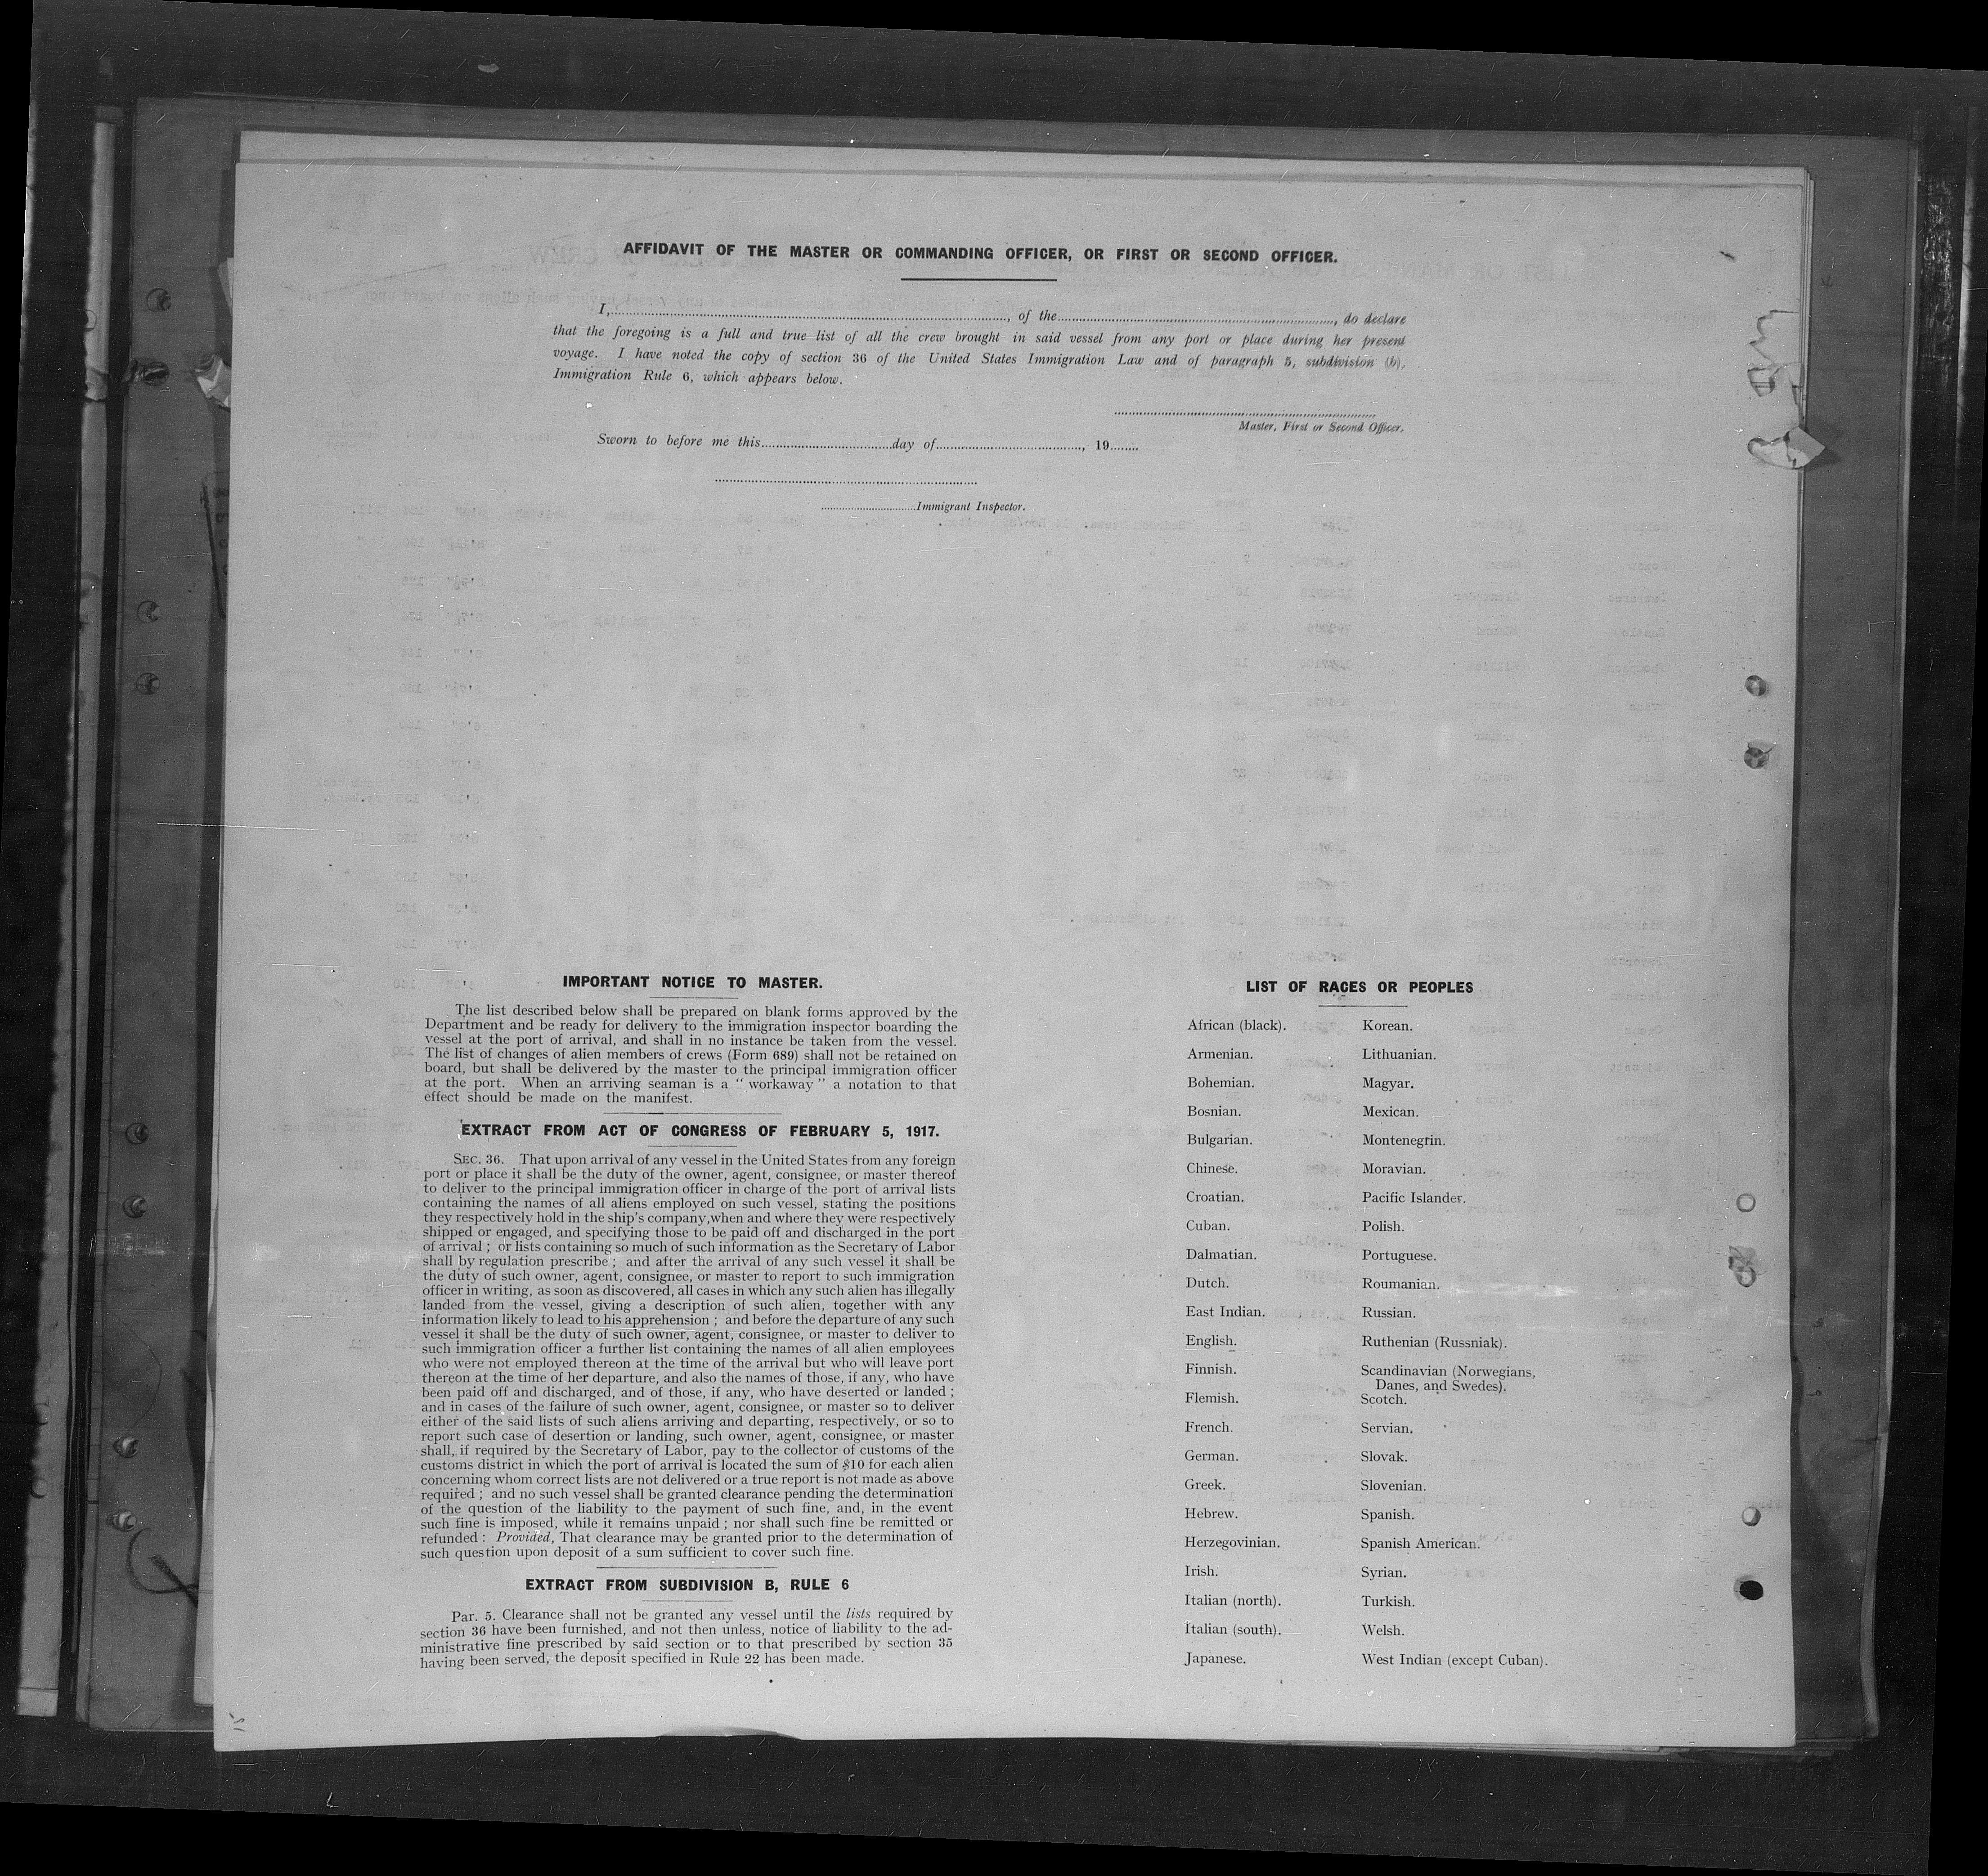 AFFIDAVIT OF THE MASTER OR COMMANDING OFFICER, OR FIRST OR SECOND OFFICER.
I,........................, of the........................, do declare
that the foregoing is a full and true list of all the crew brought in said vessel from any port or place during her present
voyage. I have noted the copy of section 36 of the United States Immigration Law and of paragraph 5, subdivision (b),
Immigration Rule 6, which appears below.
Master, First or Second Officer.
Sworn to before me this................day of................, 19......
................Immigrant Inspector.
IMPORTANT NOTICE TO MASTER.
The list described below shall be prepared on blank forms approved by the
Department and be ready for delivery to the immigration inspector boarding the
vessel at the port of arrival, and shall in no instance be taken from the vessel.
The list of changes of alien members of crews (Form 689) shall not be retained on
board, but shall be delivered by the master to the principal immigration officer
at the port. When an arriving seaman is a " workaway " a notation to that
effect should be made on the manifest.
EXTRACT FROM ACT OF CONGRESS OF FEBRUARY 5, 1917.
SEC. 36. That upon arrival of any vessel in the United States from any foreign
port or place it shall be the duty of the owner, agent, consignee, or master thereof
to deliver to the principal immigration officer in charge of the port of arrival lists
containing the names of all aliens employed on such vessel, stating the positions
they respectively hold in the ship's company,when and where they were respectively
shipped or engaged, and specifying those to be paid off and discharged in the port
of arrival ; or lists containing so much of such information as the Secretary of Labor
shall by regulation prescribe ; and after the arrival of any such vessel it shall be
the duty of such owner, agent, consignee, or master to report to such immigration
officer in writing, as soon as discovered, all cases in which any such alien has illegally
landed from the vessel, giving a description of such alien, together with any
information likely to lead to his apprehension ; and before the departure of any such
vessel it shall be the duty of such owner, agent, consignee, or master to deliver to
such immigration officer a further list containing the names of all alien employees
who were not employed thereon at the time of the arrival but who will leave port
thereon at the time of her departure, and also the names of those, if any, who have
been paid off and discharged, and of those, if any, who have deserted or landed ;
and in cases of the failure of such owner, agent, consignee, or master so to deliver
either of the said lists of such aliens arriving and departing, respectively, or so to
report such case of desertion or landing, such owner, agent, consignee, or master
shall, if required by the Secretary of Labor, pay to the collector of customs of the
customs district in which the port of arrival is located the sum of $10 for each alien
concerning whom correct lists are not delivered or a true report is not made as above
required ; and no such vessel shall be granted clearance pending the determination
of the question of the liability to the payment of such fine, and, in the event
such fine is imposed, while it remains unpaid ; nor shall such fine be remitted or
refunded : Provided, That clearance may be granted prior to the determination of
such question upon deposit of a sum sufficient to cover such fine.
EXTRACT FROM SUBDIVISION B, RULE 6
Par. 5. Clearance shall not be granted any vessel until the lists required by
section 36 have been furnished, and not then unless, notice of liability to the ad-
ministrative fine prescribed by said section or to that prescribed by section 35
having been served, the deposit specified in Rule 22 has been made.
LIST OF RACES OR PEOPLES
African (black). Korean.
Armenian. Lithuanian.
Bohemian. Magyar.
Bosnian. Mexican.
Bulgarian. Montenegrin.
Chinese. Moravian.
Croatian. Pacific Islander.
Cuban. Polish.
Dalmatian. Portuguese.
Dutch. Roumanian.
East Indian. Russian.
English. Ruthenian (Russniak).
Finnish. Scandinavian (Norwegians,
Danes, and Swedes).
Flemish. Scotch.
French. Servian.
German. Slovak.
Greek. Slovenian.
Hebrew. Spanish.
Herzegovinian. Spanish American.
Irish. Syrian.
Italian (north). Turkish.
Italian (south). Welsh.
Japanese. West Indian (except Cuban).